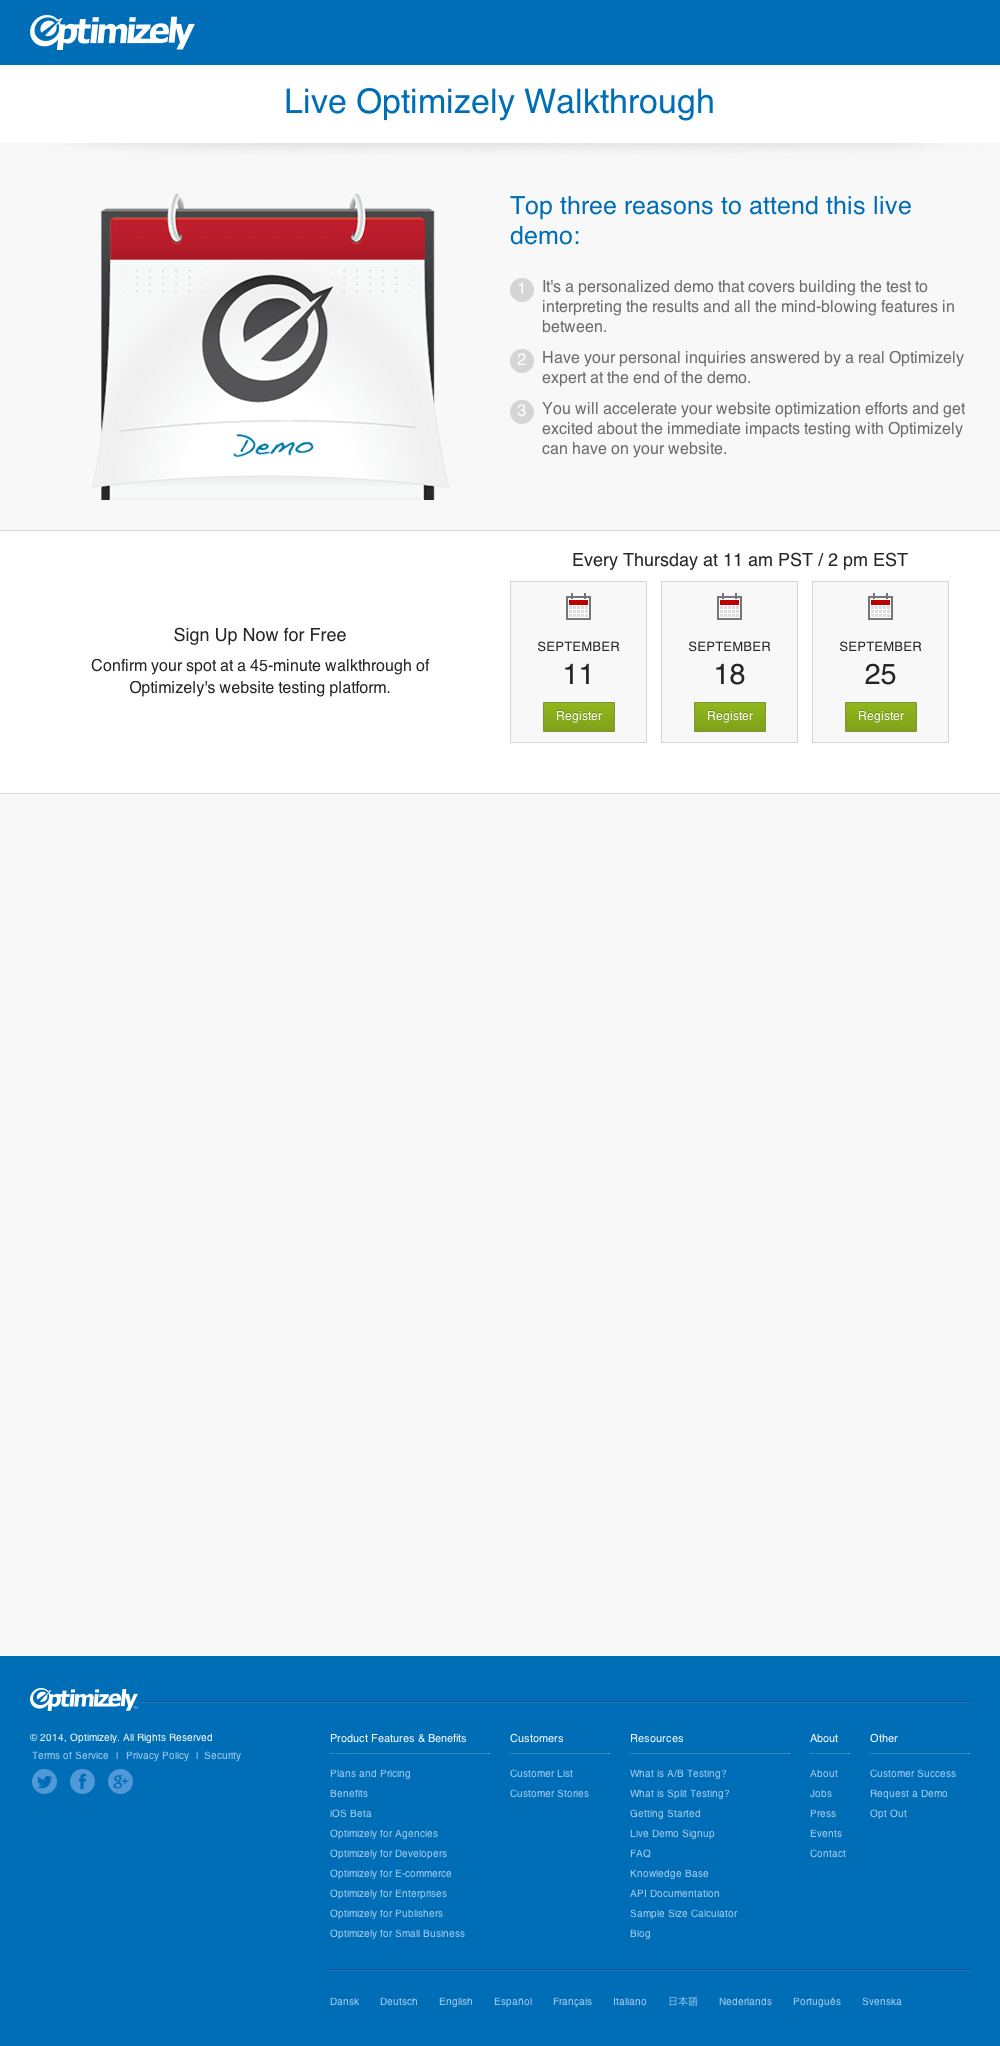 Optimizely
Live Optimizely Walkthrough
Demo
Top three reasons to attend this live
demo:
1 It's a personalized demo that covers building the test to
interpreting the results and all the mind-blowing features in
between.
2 Have your personal inquiries answered by a real Optimizely
expert at the end of the demo.
3 You will accelerate your website optimization efforts and get
excited about the immediate impacts testing with Optimizely
can have on your website.
Sign Up Now for Free
Confirm your spot at a 45-minute walkthrough of
Optimizely's website testing platform.
Every Thursday at 11 am PST / 2 pm EST
SEPTEMBER
11
Register
SEPTEMBER
18
Register
SEPTEMBER
25
Register
Optimizely
© 2014, Optimizely. All Rights Reserved
Terms of Service | Privacy Policy | Security
Product Features & Benefits
Plans and Pricing
Benefits
iOS Beta
Optimizely for Agencies
Optimizely for Developers
Optimizely for E-commerce
Optimizely for Enterprises
Optimizely for Publishers
Optimizely for Small Business
Customers
Customer List
Customer Stories
Resources
What is A/B Testing?
What is Split Testing?
Getting Started
Live Demo Signup
FAQ
Knowledge Base
API Documentation
Sample Size Calculator
Blog
About
About
Jobs
Press
Events
Contact
Other
Customer Success
Request a Demo
Opt Out
Dansk Deutsch English Español Français Italiano 日本語 Nederlands Português Svenska